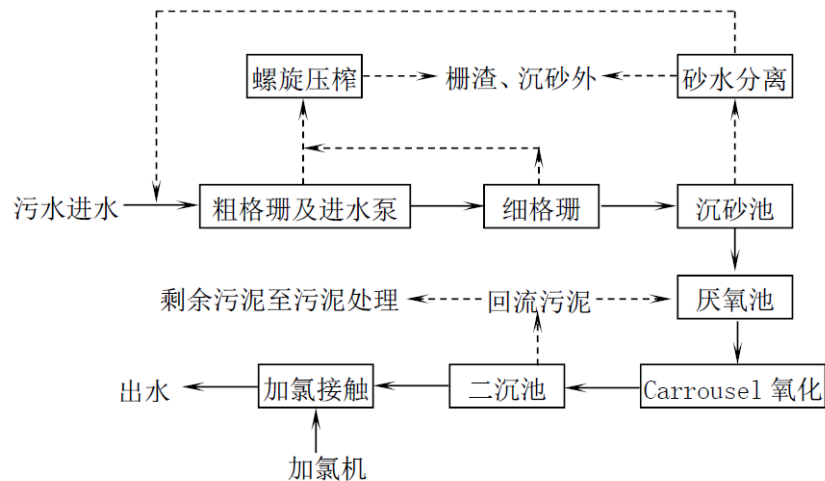 螺旋压榨
栅渣、沉砂外
砂水分离
污水进水
粗格珊及进水泵
细格珊
沉砂池
剩余污泥至污泥处理
回流污泥
厌氧池
出水
加氯接触
二沉池
Carrousel 氧化
加氯机